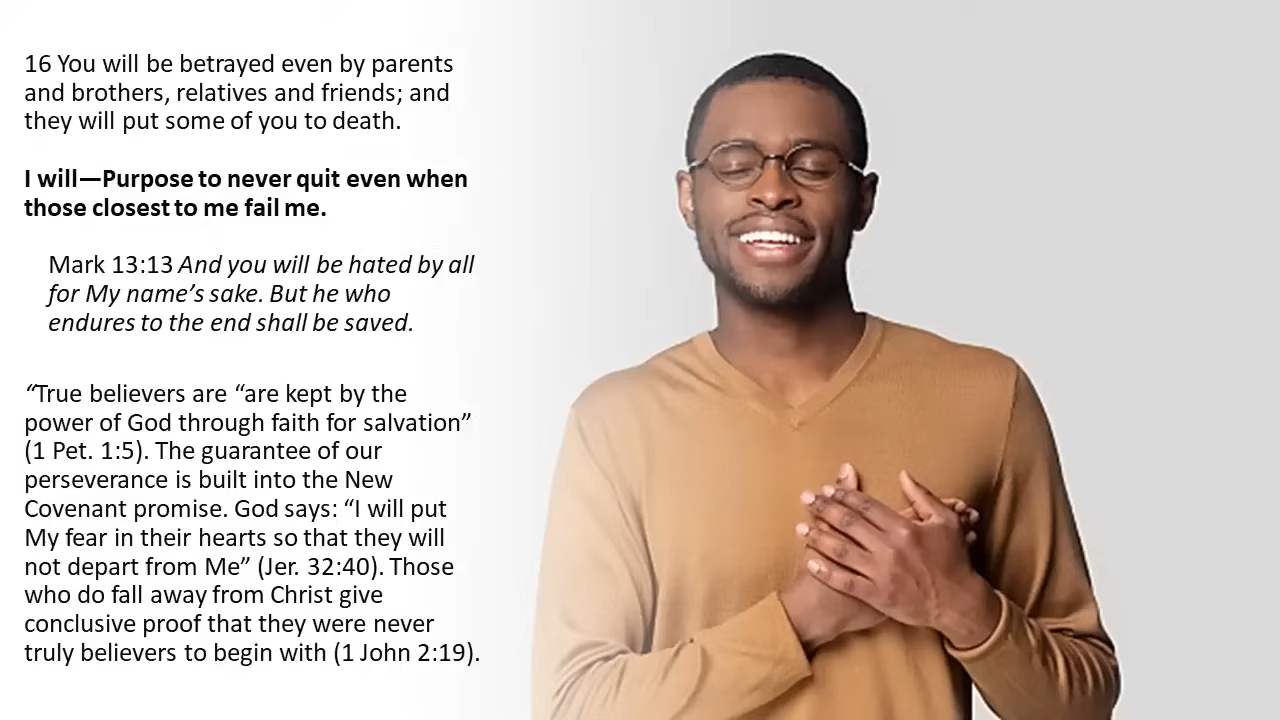 16 You will be betrayed even by parents
and brothers, relatives and friends; and
they will put some of you to death.
I will—Purpose to never quit even when
those closest to me fail me.
Mark 13:13 And you will be hated by all
for My name’s sake. But he who
endures to the end shall be saved.
“True believers are “are kept by the
power of God through faith for salvation”
(1 Pet. 1:5). The guarantee of our
perseverance is built into the New
Covenant promise. God says: “I will put
My fear in their hearts so that they will
not depart from Me” (Jer. 32:40). Those
who do fall away from Christ give
conclusive proof that they were never
truly believers to begin with (1 John 2:19).